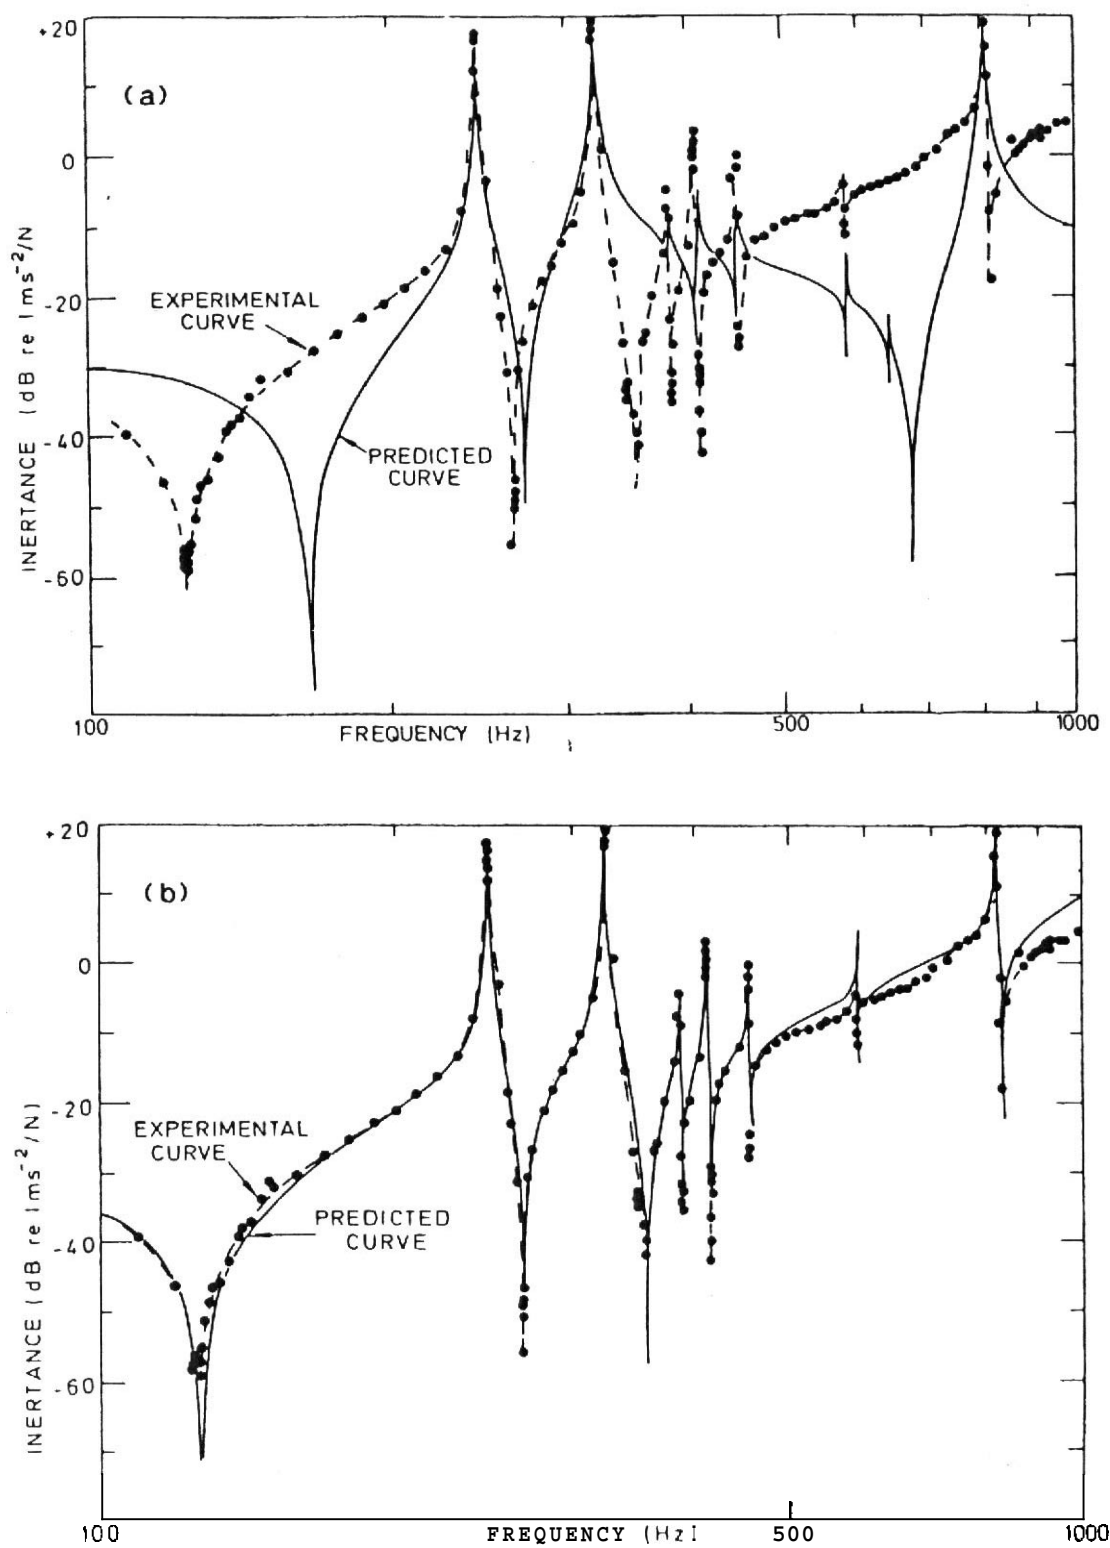 +20
(a)
0
EXPERIMENTAL
CURVE
-20
-40
PREDICTED
CURVE
-60
INERTANCE (dB re 1ms⁻²/N)
100
500
1000
FREQUENCY (Hz)
+20
(b)
0
-20
EXPERIMENTAL
CURVE
PREDICTED
CURVE
-40
-60
INERTANCE (dB re 1ms⁻²/N)
100
FREQUENCY (Hz)
500
1000